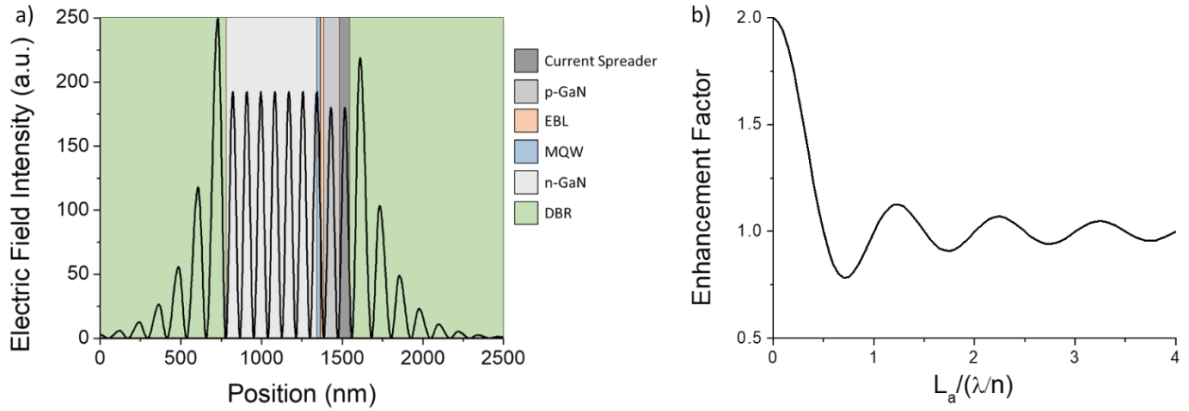 a)
Electric Field Intensity (a.u.)
250
200
150
100
50
0
0
500
1000
1500
2000
2500
Position (nm)
Current Spreader
p-GaN
EBL
MQW
n-GaN
DBR
b)
Enhancement Factor
2.0
1.5
1.0
0.5
0
1
2
3
4
Lₐ/(λ/n)